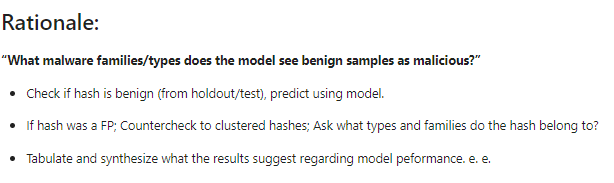 Rationale:
“What malware families/types does the model see benign samples as malicious?”
• Check if hash is benign (from holdout/test), predict using model.
• If hash was a FP; Countercheck to clustered hashes; Ask what types and families do the hash belong to?
• Tabulate and synthesize what the results suggest regarding model peformance. e. e.